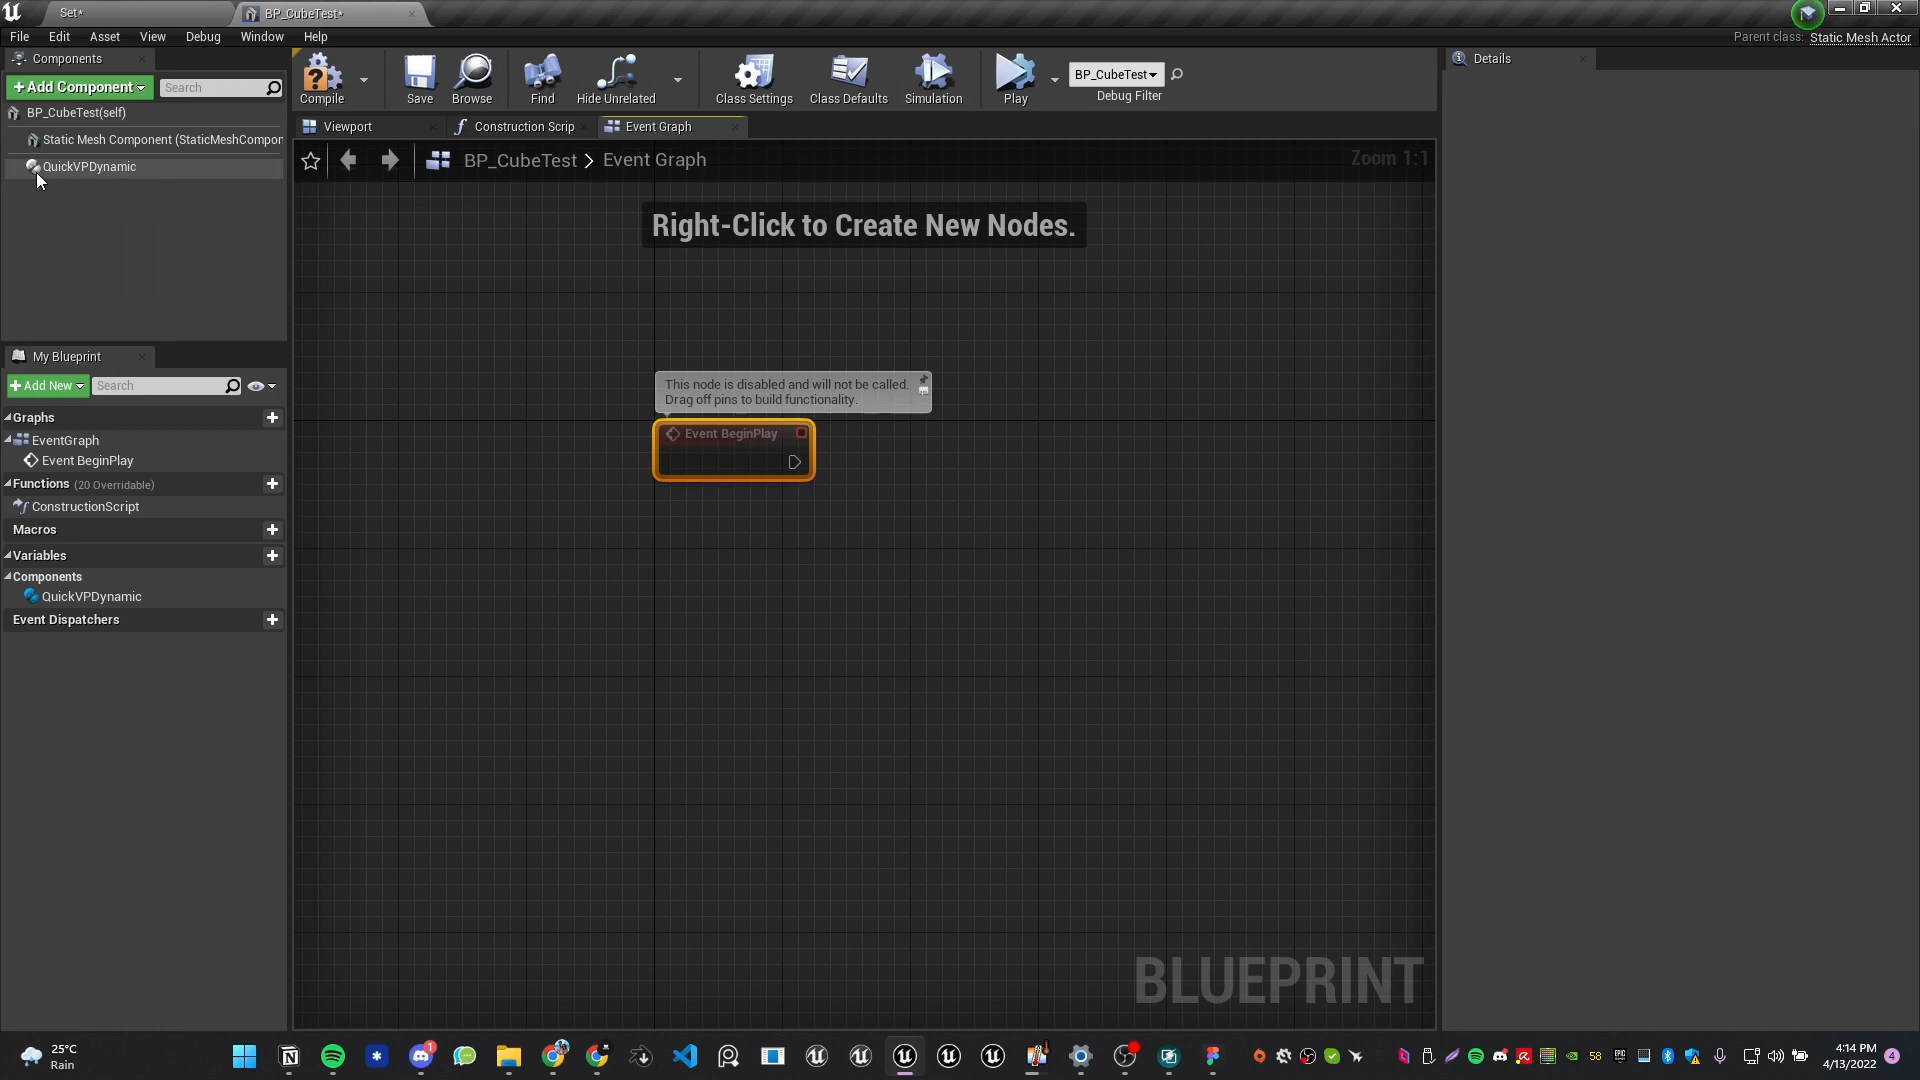 Set*
BP_CubeTest*
File Edit Asset View Debug Window Help
Parent class: Static Mesh Actor
Components
+Add Component
Search
BP_CubeTest(self)
Static Mesh Component (StaticMeshCompon
QuickVPDynamic
Compile
Save
Browse
Find
Hide Unrelated
Class Settings
Class Defaults
Simulation
Play
BP_CubeTest
Debug Filter
Details
Viewport
Construction Scrip
Event Graph
BP_CubeTest > Event Graph
Zoom 1:1
Right-Click to Create New Nodes.
This node is disabled and will not be called.
Drag off pins to build functionality.
Event BeginPlay
My Blueprint
+Add New
Search
Graphs
EventGraph
Event BeginPlay
Functions (20 Overridable)
ConstructionScript
Macros
Variables
Components
QuickVPDynamic
Event Dispatchers
BLUEPRINT
25°C
Rain
1
58
4:14 PM
4/13/2022
4